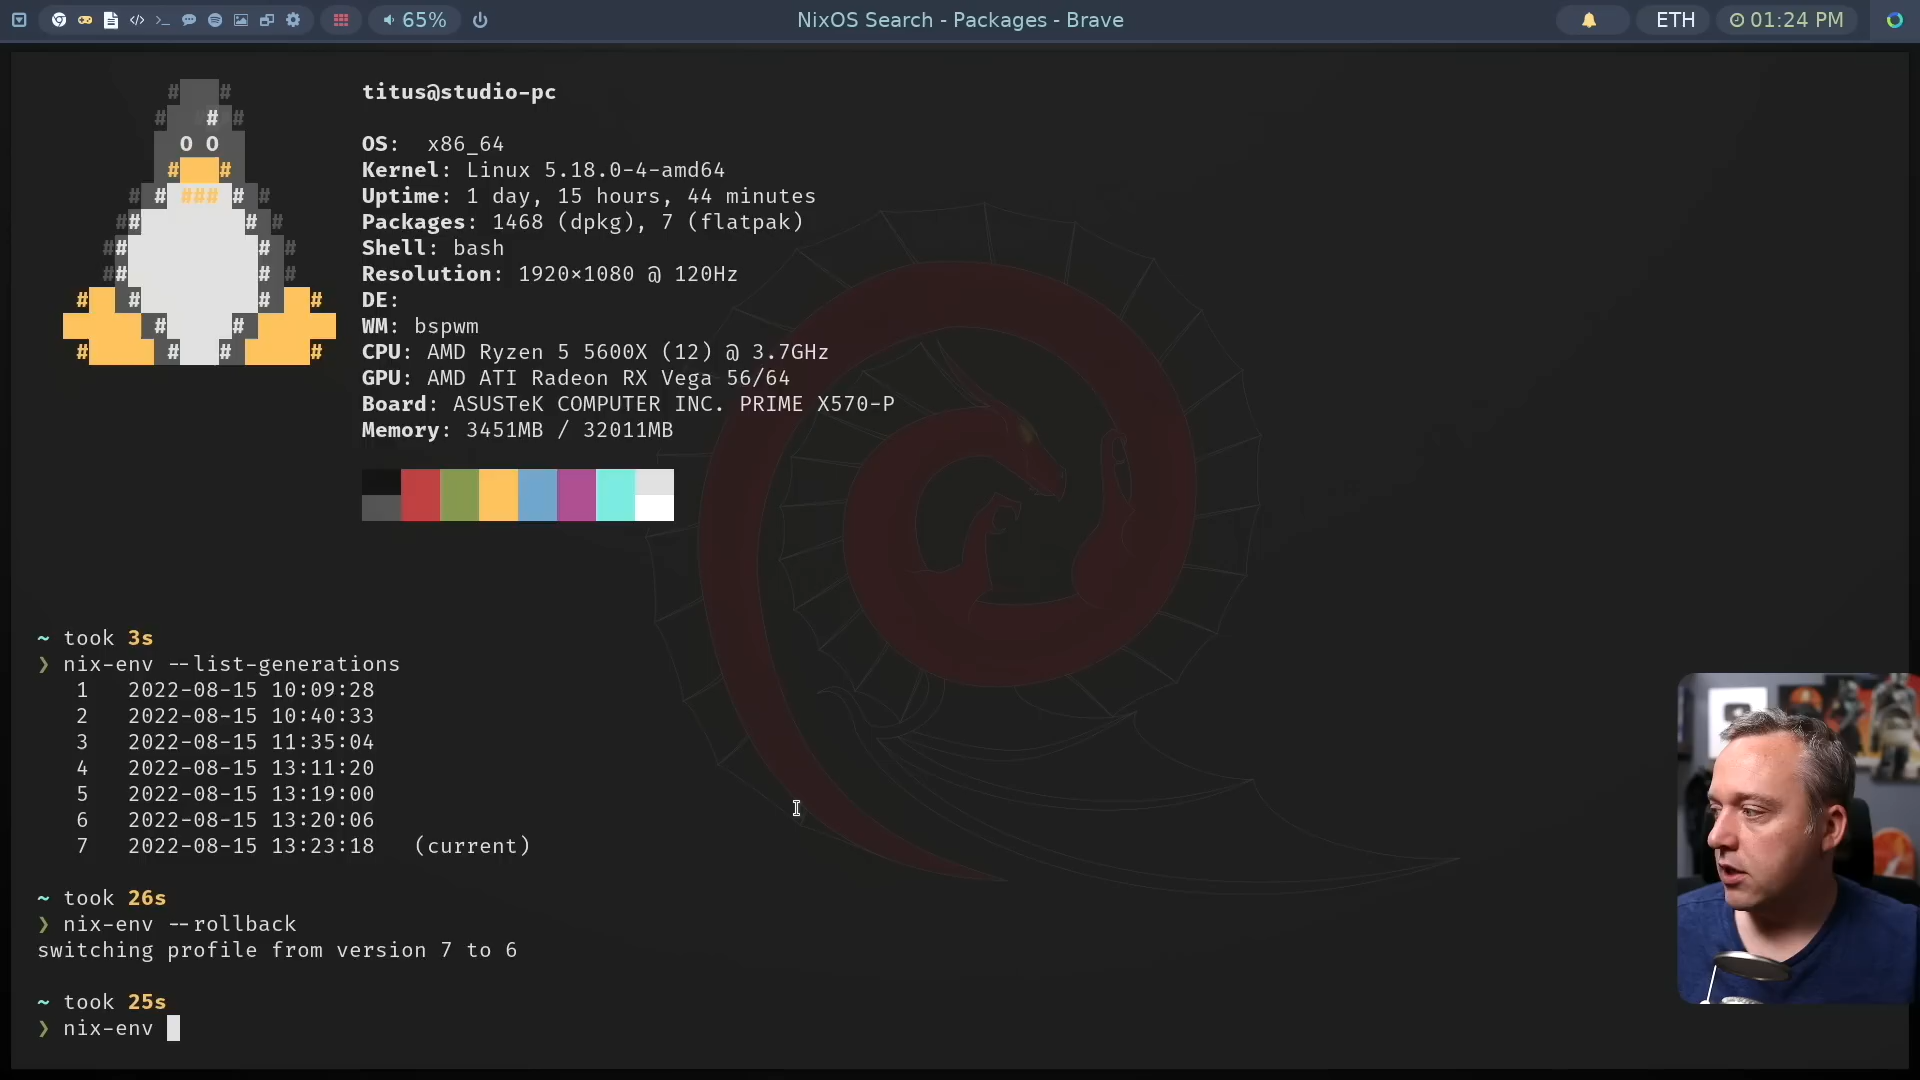 65%
NixOS Search - Packages - Brave
ETH
01:24 PM
titus@studio-pc
OS:  x86_64
Kernel: Linux 5.18.0-4-amd64
Uptime: 1 day, 15 hours, 44 minutes
Packages: 1468 (dpkg), 7 (flatpak)
Shell: bash
Resolution: 1920×1080 @ 120Hz
DE:
WM: bspwm
CPU: AMD Ryzen 5 5600X (12) @ 3.7GHz
GPU: AMD ATI Radeon RX Vega 56/64
Board: ASUSTeK COMPUTER INC. PRIME X570-P
Memory: 3451MB / 32011MB
~ took 3s
❯ nix-env --list-generations
1   2022-08-15 10:09:28
2   2022-08-15 10:40:33
3   2022-08-15 11:35:04
4   2022-08-15 13:11:20
5   2022-08-15 13:19:00
6   2022-08-15 13:20:06
7   2022-08-15 13:23:18   (current)
~ took 26s
❯ nix-env --rollback
switching profile from version 7 to 6
~ took 25s
❯ nix-env